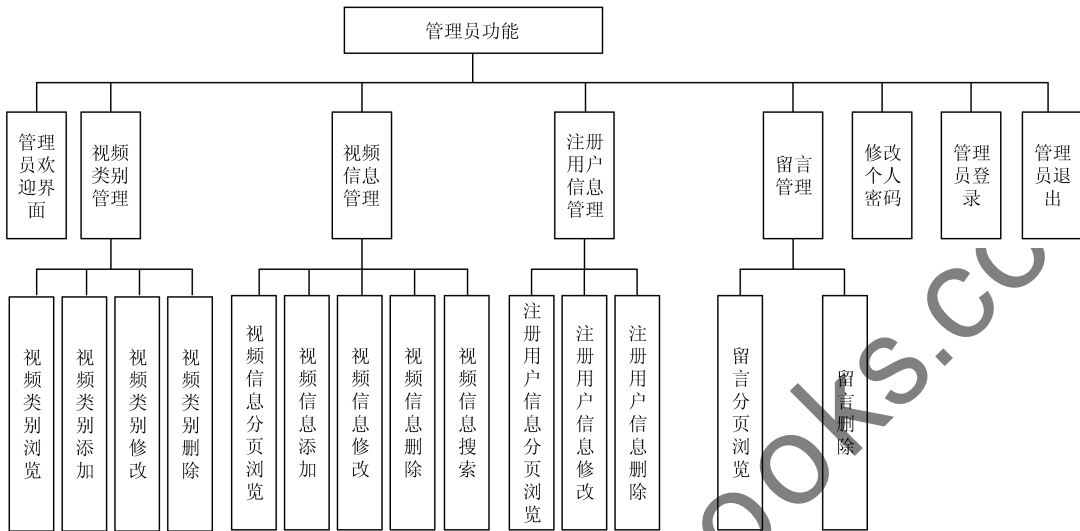 管理员功能
管理
员欢
迎界
面
视频
类别
管理
视频
信息
管理
注册
用户
信息
管理
留言
管理
修改
个人
密码
管理
员登
录
管理
员退
出
视频类别浏览
视频类别添加
视频类别修改
视频类别删除
视频信息分页浏览
视频信息添加
视频信息修改
视频信息删除
视频信息搜索
注册用户信息分页浏览
注册用户信息修改
注册用户信息删除
留言分页浏览
留言删除
ooks.co